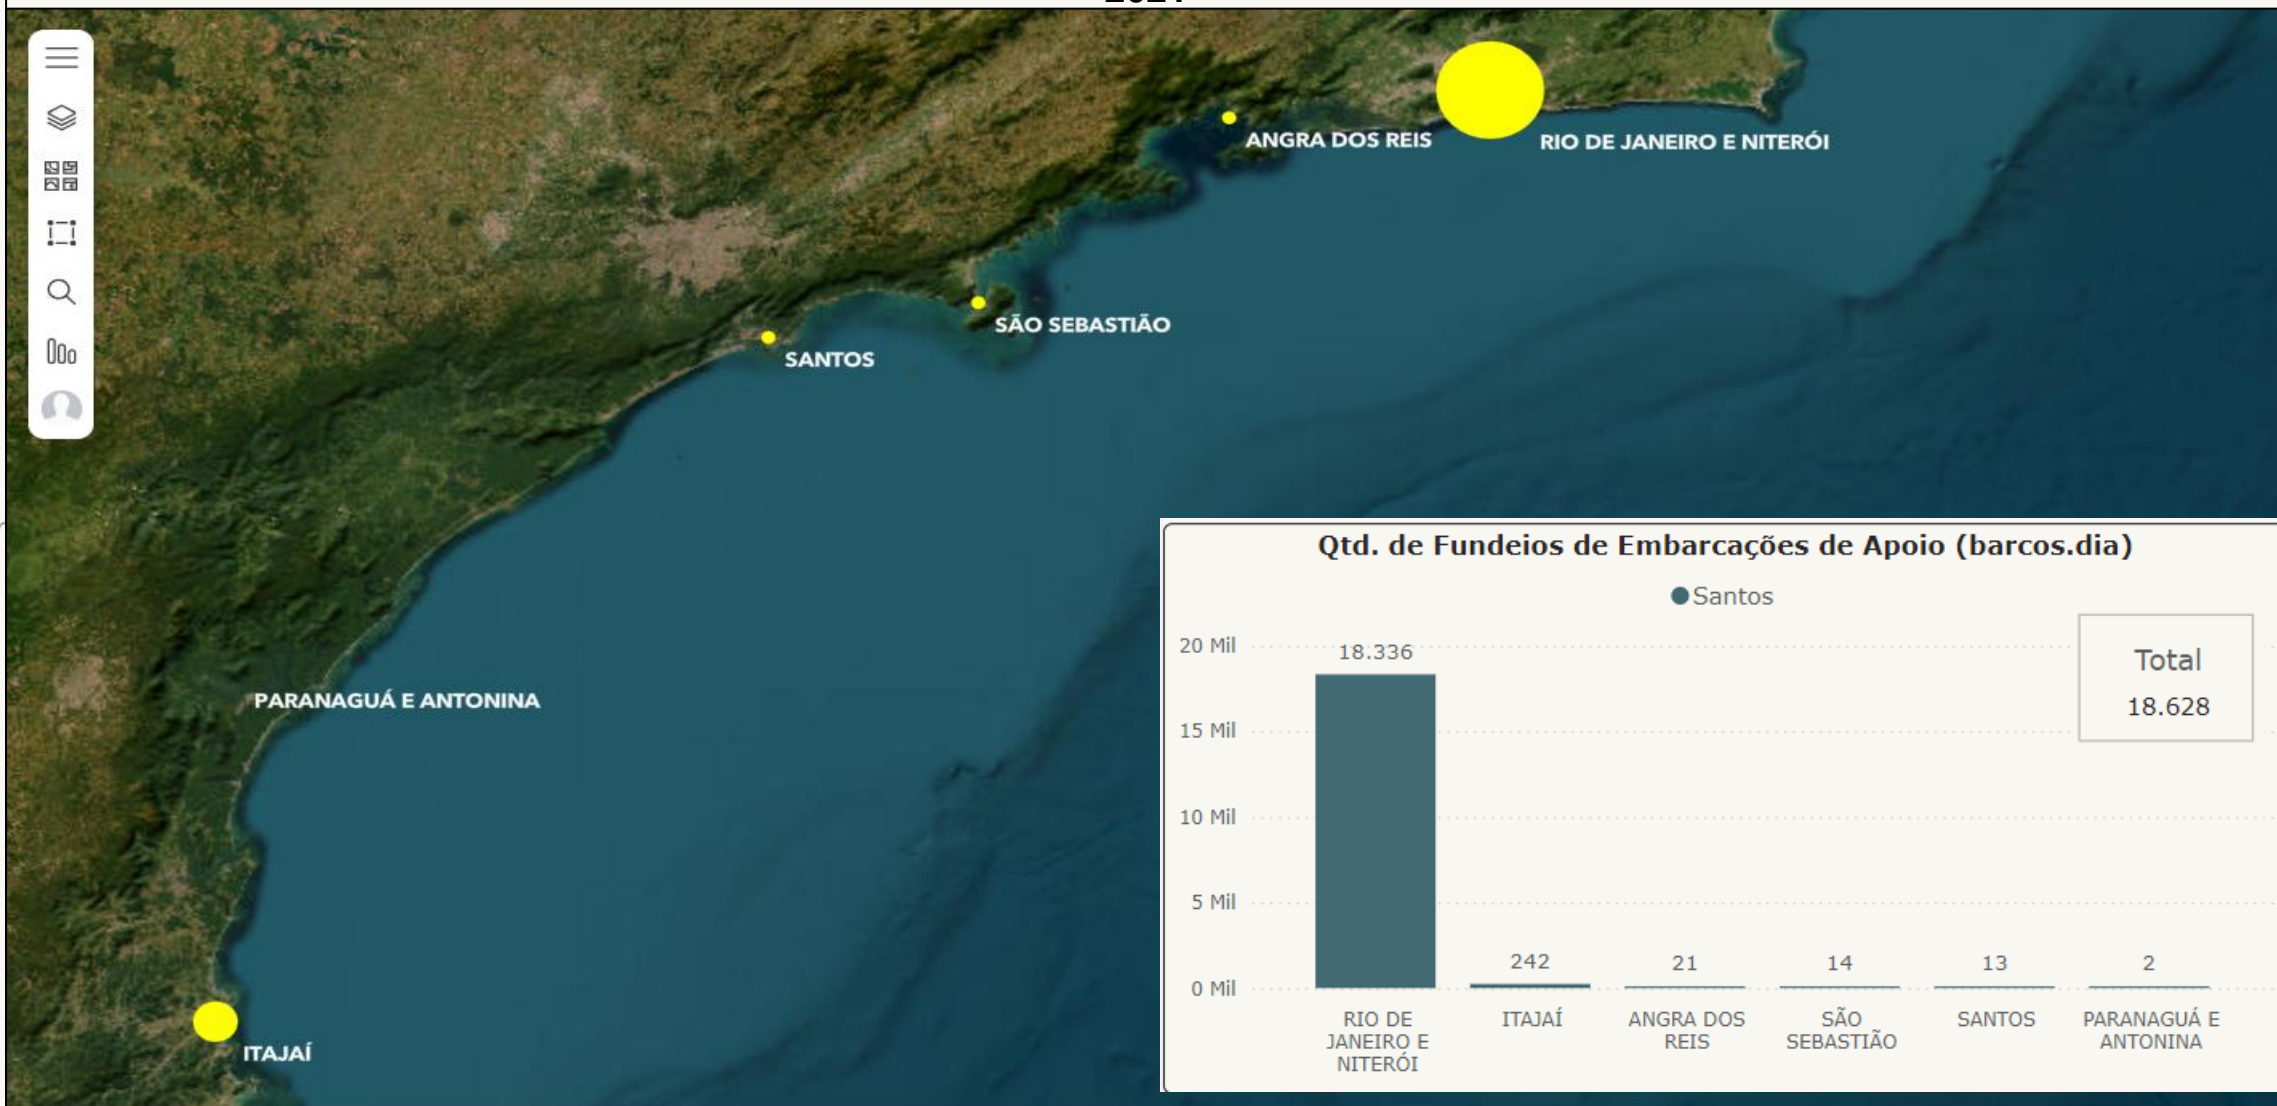 ANGRA DOS REIS
RIO DE JANEIRO E NITERÓI
SÃO SEBASTIÃO
SANTOS
PARANAGUÁ E ANTONINA
ITAJAÍ
Qtd. de Fundeios de Embarcações de Apoio (barcos.dia)
Santos
20 Mil
15 Mil
10 Mil
5 Mil
0 Mil
18.336
242
21
14
13
2
Total
18.628
RIO DE
JANEIRO E
NITERÓI
ITAJAÍ
ANGRA DOS
REIS
SÃO
SEBASTIÃO
SANTOS
PARANAGUÁ E
ANTONINA